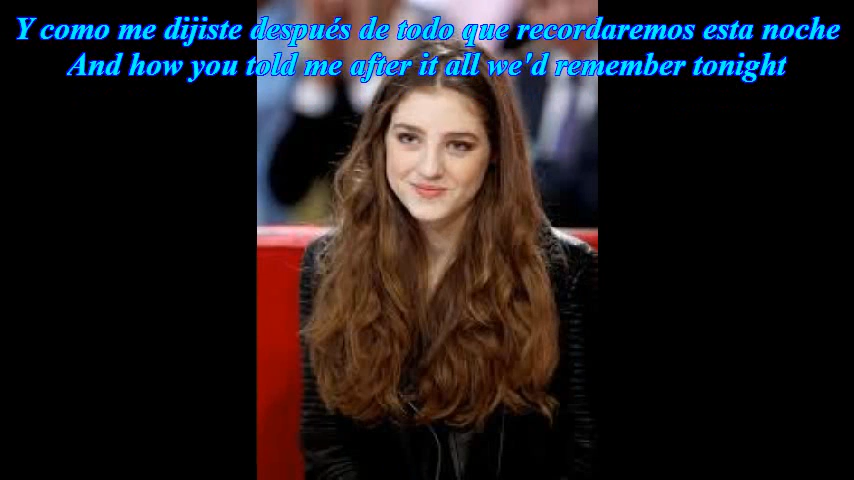 Y como me dijiste después de todo que recordaremos esta noche
And how you told me after it all we'd remember tonight